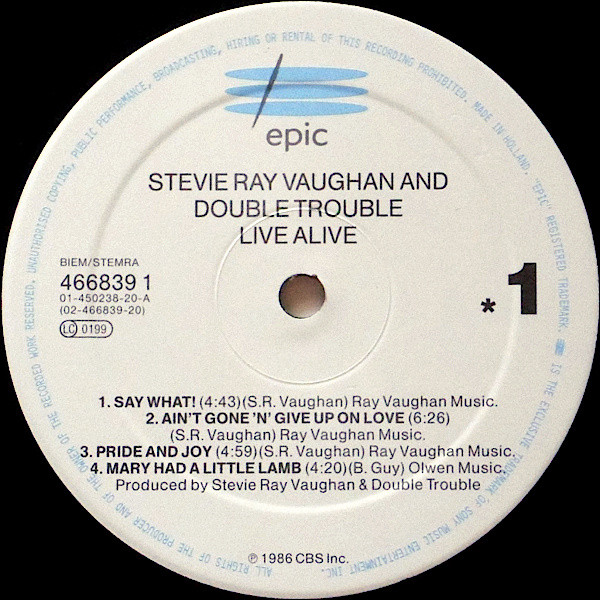 epic
STEVIE RAY VAUGHAN AND
DOUBLE TROUBLE
LIVE ALIVE
BIEM/STEMRA
466839 1
01-450238-20-A
(02-466839-20)
LC 0199
* 1
1. SAY WHAT! (4:43)(S.R. Vaughan) Ray Vaughan Music.
2. AIN'T GONE 'N' GIVE UP ON LOVE (6:26)
(S.R. Vaughan) Ray Vaughan Music.
3. PRIDE AND JOY (4:59)(S.R. Vaughan) Ray Vaughan Music.
4. MARY HAD A LITTLE LAMB (4:20)(B. Guy) Olwen Music.
Produced by Stevie Ray Vaughan & Double Trouble
℗ 1986 CBS Inc.
ALL RIGHTS OF THE PRODUCER AND OF THE OWNER OF THE RECORDED WORK RESERVED. UNAUTHORISED COPYING, PUBLIC PERFORMANCE, BROADCASTING, HIRING OR RENTAL OF THIS RECORDING PROHIBITED. MADE IN HOLLAND. "EPIC" REGISTERED TRADEMARK. IS THE EXCLUSIVE TRADEMARK OF SONY MUSIC ENTERTAINMENT INC.